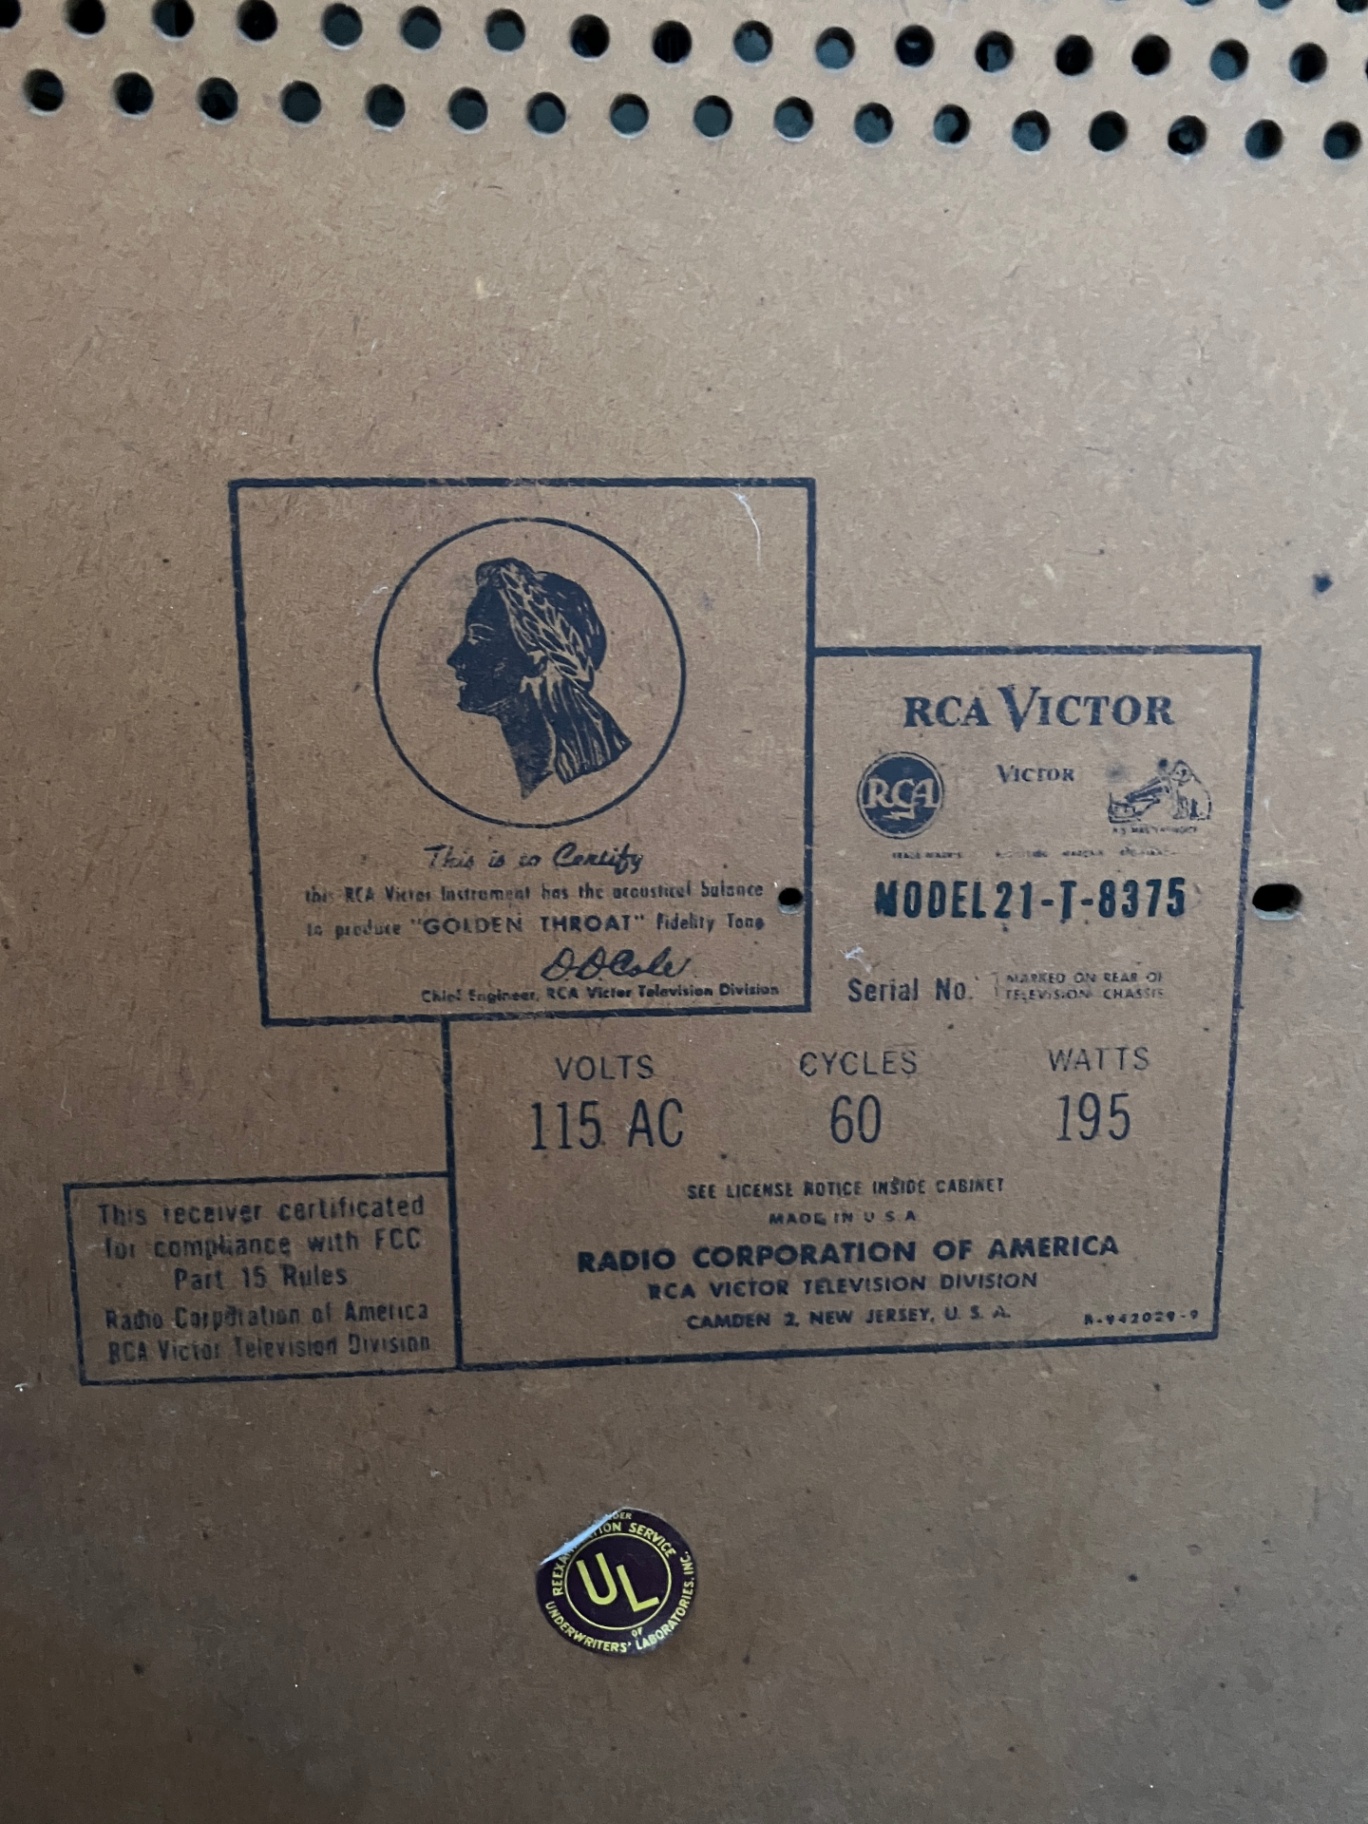 This is to Certify
this RCA Victor Instrument has the acoustical balance
to produce "GOLDEN THROAT" Fidelity Tone
D D Cole
Chief Engineer, RCA Victor Television Division
RCA VICTOR
RCA
VICTOR
MODEL 21-T-8375
Serial No. MARKED ON REAR OF
TELEVISION CHASSIS
VOLTS CYCLES WATTS
115 AC 60 195
SEE LICENSE NOTICE INSIDE CABINET
MADE IN U S A
RADIO CORPORATION OF AMERICA
RCA VICTOR TELEVISION DIVISION
CAMDEN 2, NEW JERSEY, U. S. A.
This receiver certificated
for compliance with FCC
Part 15 Rules
Radio Corporation of America
RCA Victor Television Division
SERVICE
UL
OF
UNDERWRITERS' LABORATORIES, INC.